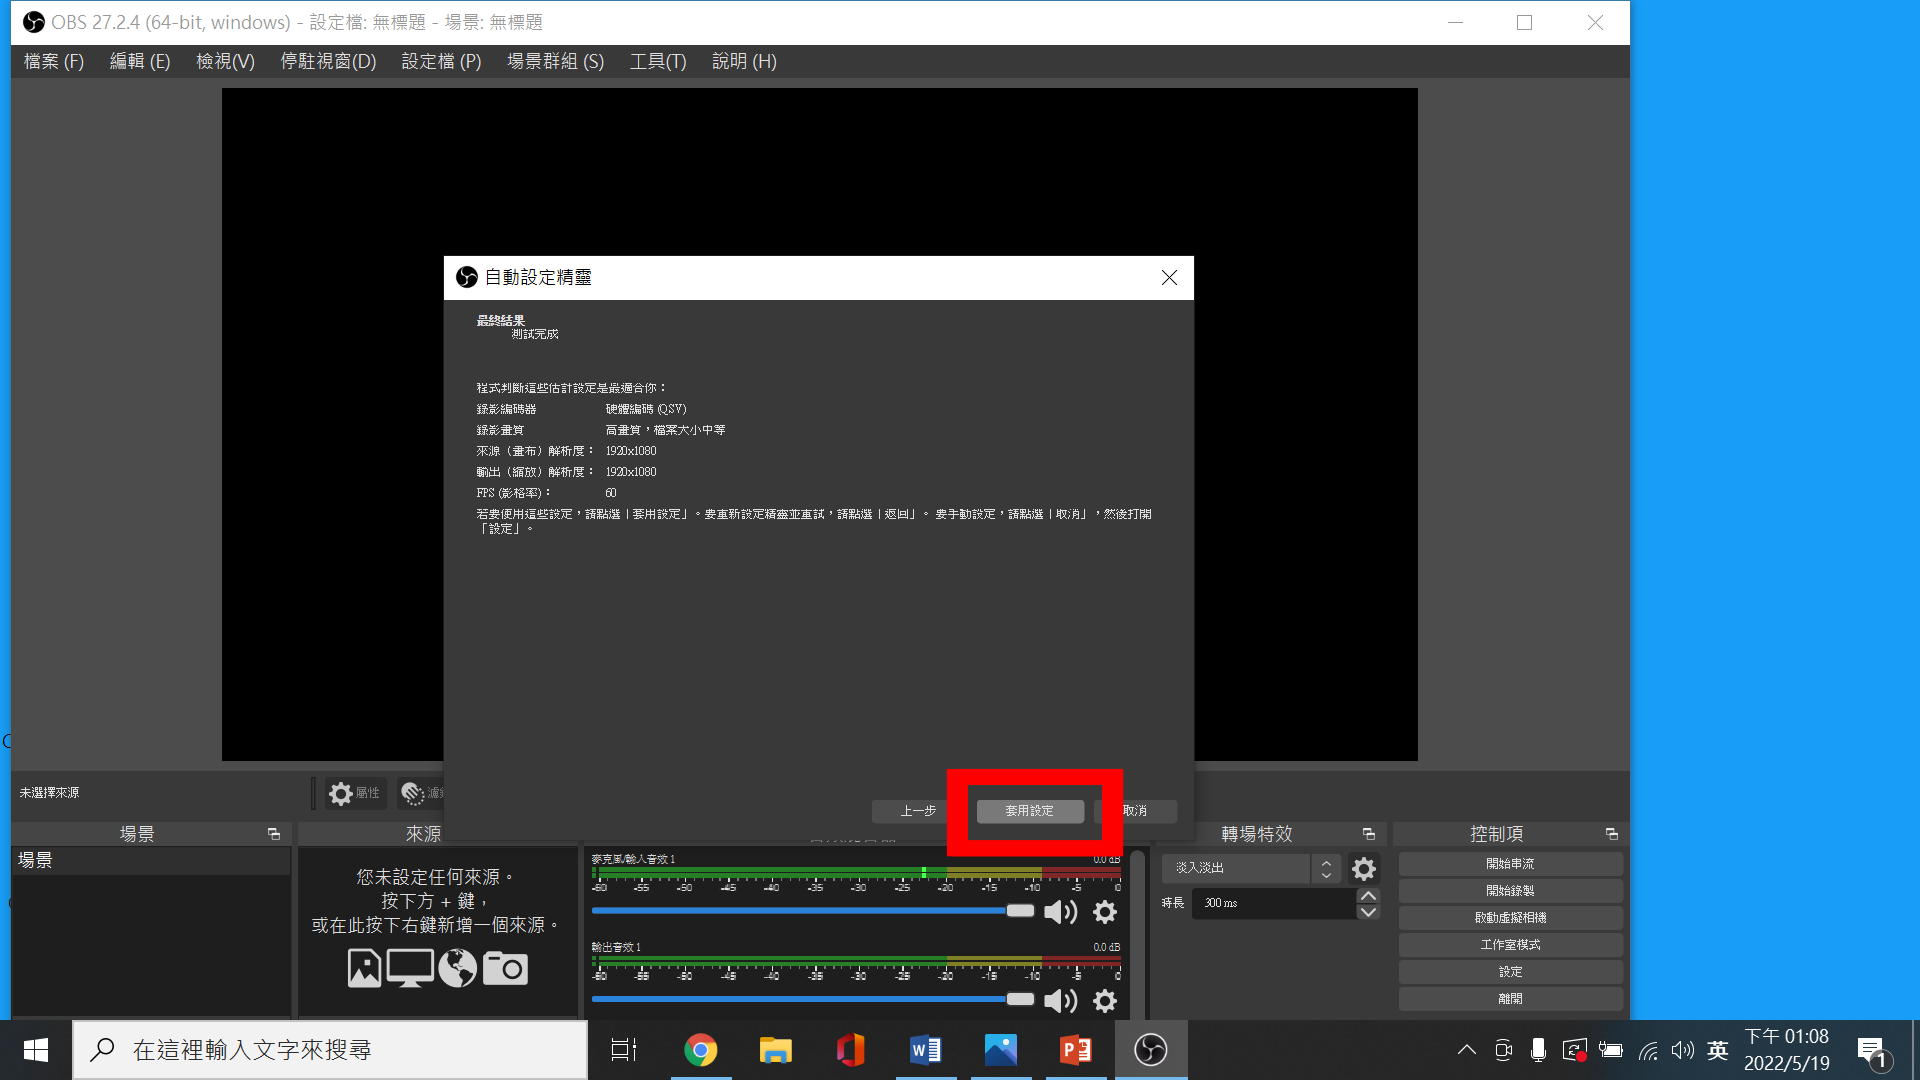 OBS 27.2.4 (64-bit, windows) - 設定檔: 無標題 - 場景: 無標題
檔案 (F) 編輯 (E) 檢視(V) 停駐視窗(D) 設定檔 (P) 場景群組 (S) 工具(T) 說明 (H)
自動設定精靈
最終結果
測試完成
程式判斷這些估計設定是最適合你：
錄影編碼器 硬體編碼 (QSV)
錄影畫質 高畫質，檔案大小中等
來源（畫布）解析度： 1920x1080
輸出（縮放）解析度： 1920x1080
FPS (影格率)： 60
若要使用這些設定，請點選「套用設定」。要重新設定精靈並重試，請點選「返回」。 要手動設定，請點選「取消」，然後打開
「設定」。
上一步 套用設定 取消
未選擇來源 屬性
場景 來源 轉場特效 控制項
場景
您未設定任何來源。
按下方 + 鍵，
或在此按下右鍵新增一個來源。
麥克風/輸入音效 1 0.0 dB
-60 -55 -50 -45 -40 -35 -30 -25 -20 -15 -10 -5 0
輸出音效 1 0.0 dB
-60 -55 -50 -45 -40 -35 -30 -25 -20 -15 -10 -5 0
淡入淡出
時長 300 ms
開始串流
開始錄製
啟動虛擬相機
工作室模式
設定
離開
在這裡輸入文字來搜尋
英
下午 01:08
2022/5/19
1